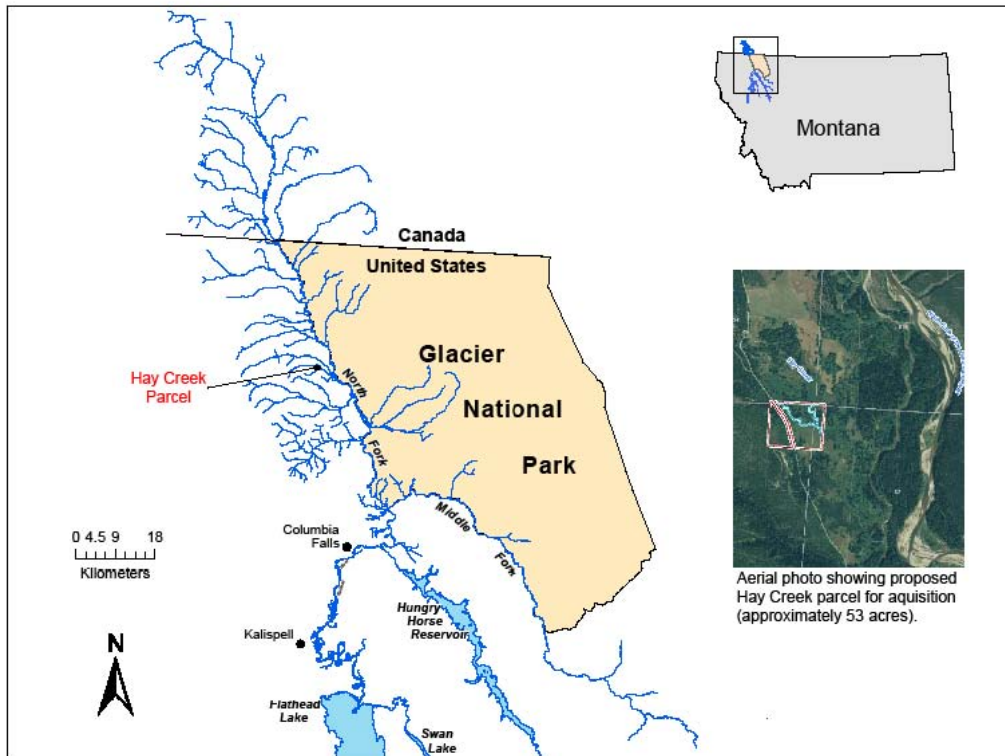 Montana
Canada
United States
Glacier
National
Park
Hay Creek
Parcel
North
Fork
Middle
Fork
Columbia
Falls
0 4.5 9 18
Kilometers
Hungry
Horse
Reservoir
Kalispell
N
Flathead
Lake
Swan
Lake
Hay Creek
Aerial photo showing proposed
Hay Creek parcel for aquisition
(approximately 53 acres).